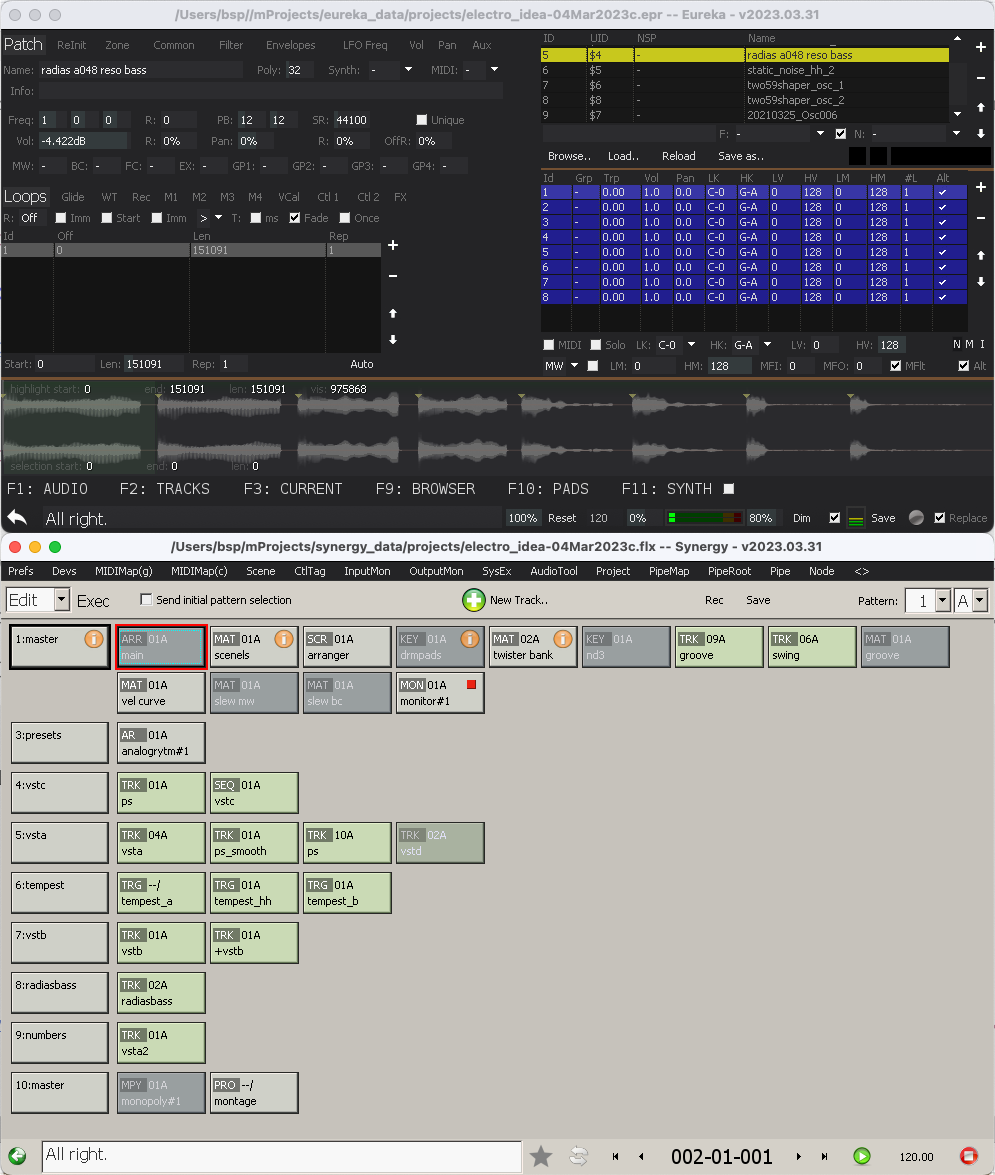 /Users/bsp//mProjects/eureka_data/projects/electro_idea-04Mar2023c.epr -- Eureka - v2023.03.31
Patch ReInit Zone Common Filter Envelopes LFO Freq Vol Pan Aux
Name: radias a048 reso bass Poly: 32 Synth: - MIDI: -
Info:
Freq: 1 0 0 R: 0 PB: 12 12 SR: 44100 Unique
Vol: -4.422dB R: 0% Pan: 0% R: 0% OffR: 0%
MW: - BC: - FC: - EX: - GP1: - GP2: - GP3: - GP4: -
Loops Glide WT Rec M1 M2 M3 M4 VCal Ctl 1 Ctl 2 FX
R: Off Imm Start Imm > T: ms Fade Once
Id Off Len Rep
1 0 151091 1
Start: 0 Len: 151091 Rep: 1 Auto
ID UID NSP Name
5 $4 - radias a048 reso bass
6 $5 - static_noise_hh_2
7 $6 - two59shaper_osc_1
8 $6 - two59shaper_osc_2
9 $7 - 20210325_Osc006
F: - N: -
Browse.. Load.. Reload Save as..
Id Grp Trp Vol Pan LK HK LV HV LM HM #L Alt
1 - 0.00 1.0 0.0 C-0 G-A 0 128 0 128 1
2 - 0.00 1.0 0.0 C-0 G-A 0 128 0 128 1
3 - 0.00 1.0 0.0 C-0 G-A 0 128 0 128 1
4 - 0.00 1.0 0.0 C-0 G-A 0 128 0 128 1
5 - 0.00 1.0 0.0 C-0 G-A 0 128 0 128 1
6 - 0.00 1.0 0.0 C-0 G-A 0 128 0 128 1
7 - 0.00 1.0 0.0 C-0 G-A 0 128 0 128 1
8 - 0.00 1.0 0.0 C-0 G-A 0 128 0 128 1
MIDI Solo LK: C-0 HK: G-A LV: 0 HV: 128 N M I
MW LM: 0 HM: 128 MFI: 0 MFO: 0 MFlt Alt
highlight start: 0 end: 151091 len: 151091 vis: 975868
selection start: 0 end: 0 len: 0
F1: AUDIO F2: TRACKS F3: CURRENT F9: BROWSER F10: PADS F11: SYNTH
All right. 100% Reset 120 0% 80% Dim Save Replace
/Users/bsp/mProjects/synergy_data/projects/electro_idea-04Mar2023c.flx -- Synergy - v2023.03.31
Prefs Devs MIDIMap(g) MIDIMap(c) Scene CtlTag InputMon OutputMon SysEx AudioTool Project PipeMap PipeRoot Pipe Node <>
Edit Exec Send initial pattern selection New Track.. Rec Save Pattern: 1 A
1:master ARR 01A MAT 01A SCR 01A KEY 01A MAT 02A KEY 01A TRK 09A TRK 06A MAT 01A
main scenels arranger drmpads twister bank nd3 groove swing groove
MAT 01A MAT 01A MAT 01A MON 01A
vel curve slew mw slew bc monitor#1
3:presets AR 01A
analogrytm#1
4:vstc TRK 01A SEQ 01A
ps vstc
5:vsta TRK 04A TRK 01A TRK 10A TRK 02A
vsta ps_smooth ps vstd
6:tempest TRG --/ TRG 01A TRG 01A
tempest_a tempest_hh tempest_b
7:vstb TRK 01A TRK 01A
vstb +vstb
8:radiasbass TRK 02A
radiasbass
9:numbers TRK 01A
vsta2
10:master MPY 01A PRO --/
monopoly#1 montage
All right. 002-01-001 120.00